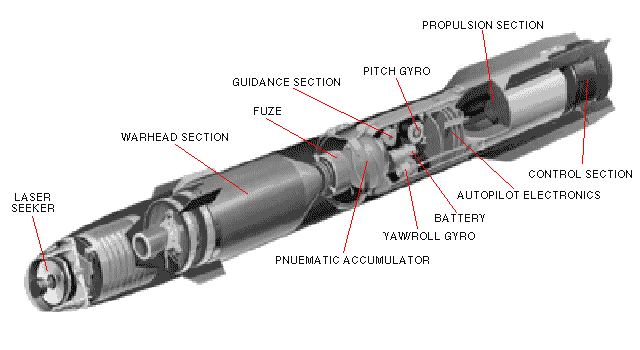 PROPULSION SECTION
PITCH GYRO
GUIDANCE SECTION
FUZE
WARHEAD SECTION
CONTROL SECTION
AUTOPILOT ELECTRONICS
LASER
SEEKER
BATTERY
YAW/ROLL GYRO
PNUEMATIC ACCUMULATOR